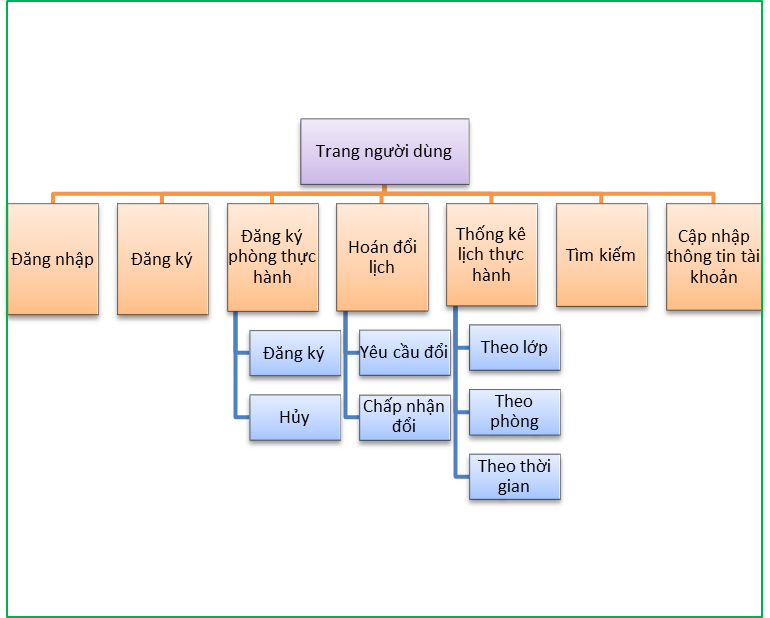 Trang người dùng
Đăng nhập
Đăng ký
Đăng ký
phòng thực
hành
Hoán đổi
lịch
Thống kê
lịch thực
hành
Tìm kiếm
Cập nhập
thông tin tài
khoản
Đăng ký
Hủy
Yêu cầu đổi
Chấp nhận
đổi
Theo lớp
Theo
phòng
Theo thời
gian